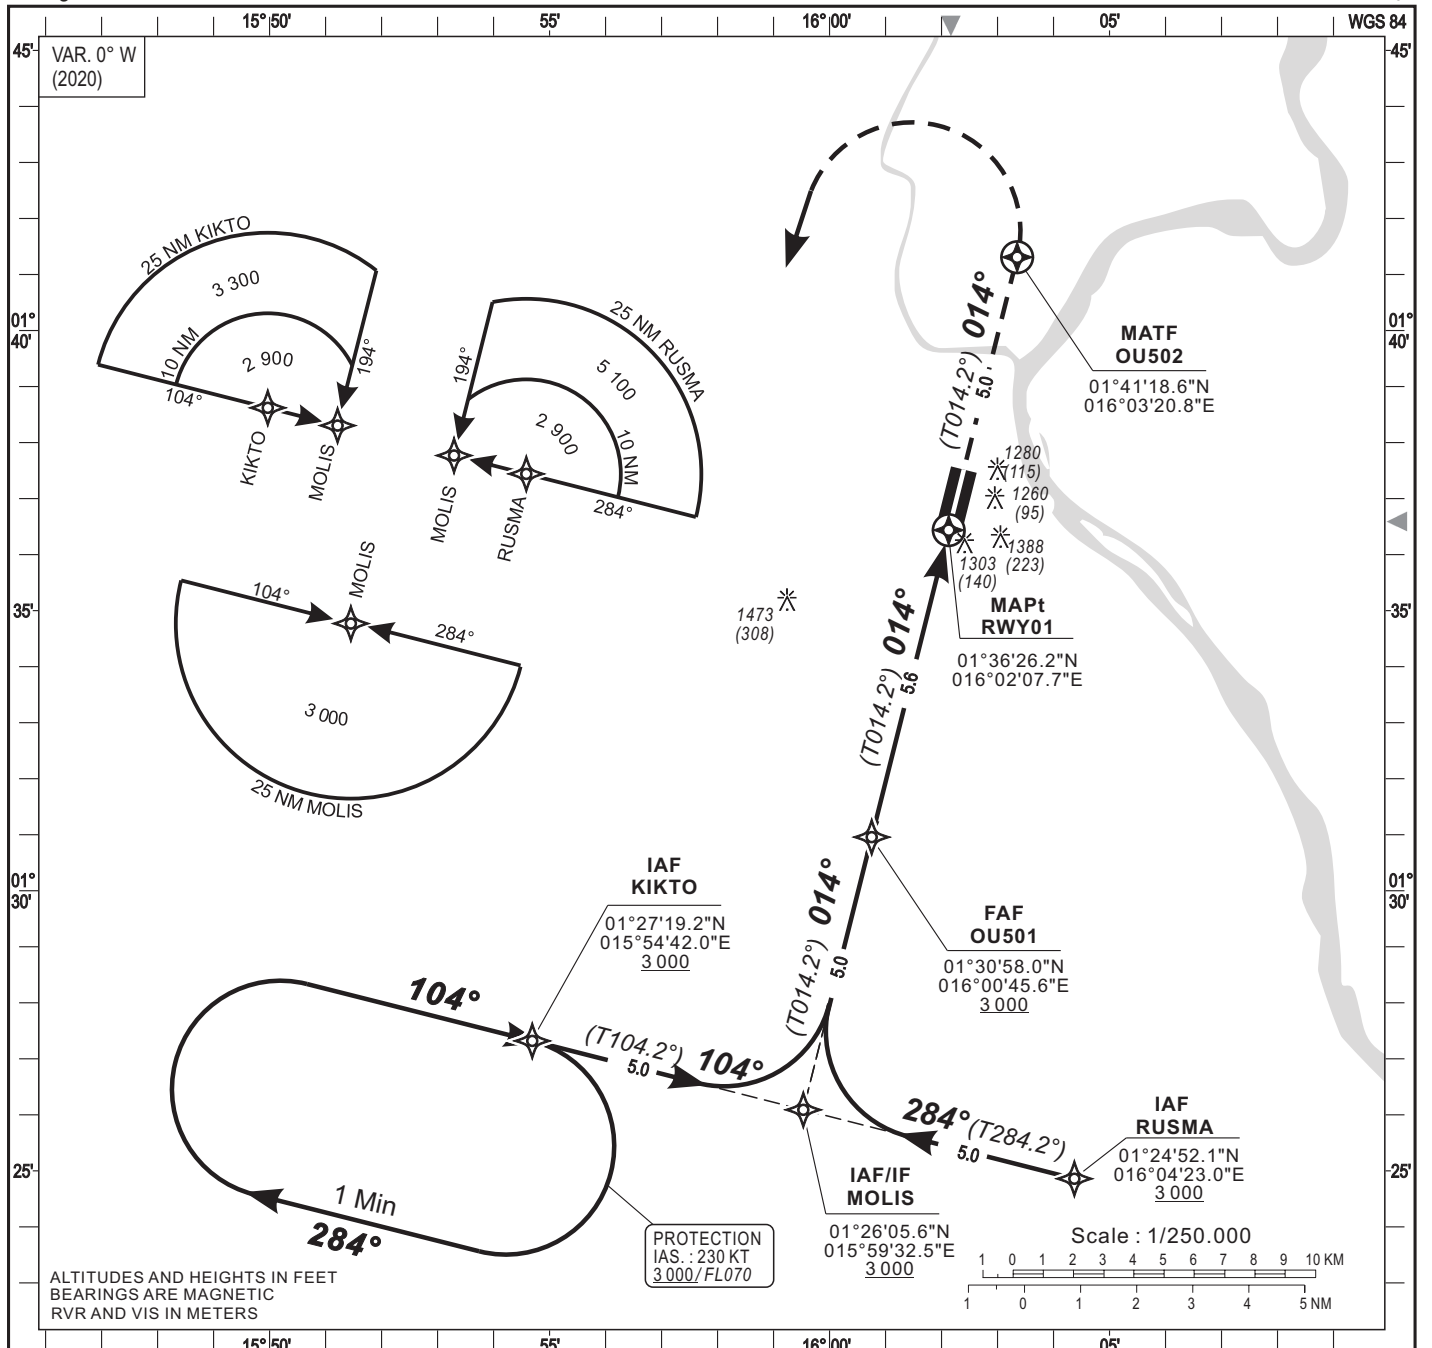 15°50'
55'
16°00'
05'
WGS 84
45'
45'
VAR. 0° W
(2020)
25 NM KIKTO
3 300
10 NM
2 900
194°
104°
KIKTO
MOLIS
25 NM RUSMA
5 100
194°
2 900
10 NM
284°
MOLIS
RUSMA
01°
40'
01°
40'
014°
(T014.2°)
5.0
MATF
OU502
01°41'18.6"N
016°03'20.8"E
1280
(115)
1260
(95)
1388
(223)
1303
(140)
1473
(308)
MAPt
RWY01
01°36'26.2"N
016°02'07.7"E
MOLIS
104°
284°
3 000
25 NM MOLIS
35'
35'
014°
(T014.2°)
5.6
01°
30'
01°
30'
IAF
KIKTO
01°27'19.2"N
015°54'42.0"E
3 000
FAF
OU501
01°30'58.0"N
016°00'45.6"E
3 000
014°
(T014.2°)
5.0
104°
(T104.2°)
5.0
104°
284°
(T284.2°)
5.0
IAF
RUSMA
01°24'52.1"N
016°04'23.0"E
3 000
25'
25'
IAF/IF
MOLIS
01°26'05.6"N
015°59'32.5"E
3 000
1 Min
284°
PROTECTION
IAS. : 230 KT
3 000/FL070
Scale : 1/250.000
1 0 1 2 3 4 5 6 7 8 9 10 KM
1 0 1 2 3 4 5 NM
ALTITUDES AND HEIGHTS IN FEET
BEARINGS ARE MAGNETIC
RVR AND VIS IN METERS
15°50'
55'
16°00'
05'